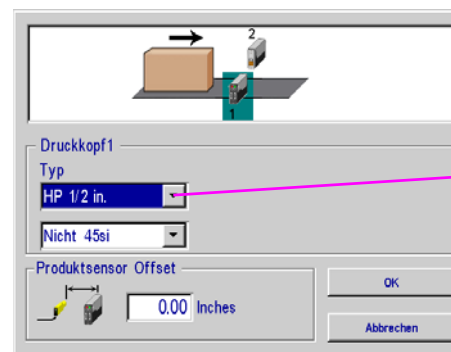 2
1
Druckkopf1
Typ
HP 1/2 in.
Nicht 45si
Produktsensor Offset
0.00 Inches
OK
Abbrechen